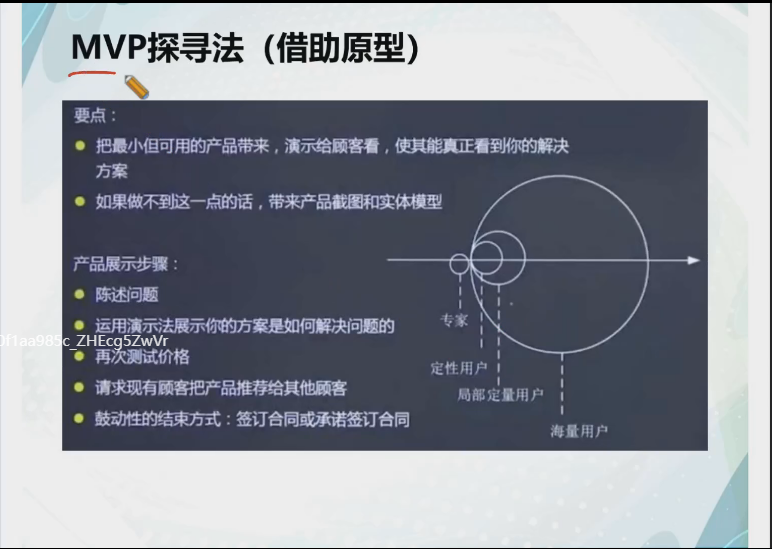 MVP探寻法（借助原型）
要点：
把最小但可用的产品带来，演示给顾客看，使其能真正看到你的解决
方案
如果做不到这一点的话，带来产品截图和实体模型
产品展示步骤：
陈述问题
运用演示法展示你的方案是如何解决问题的
0f1aa985c_ZHEcg5ZwVr
再次测试价格
请求现有顾客把产品推荐给其他顾客
鼓动性的结束方式：签订合同或承诺签订合同
专家
定性用户
局部定量用户
海量用户